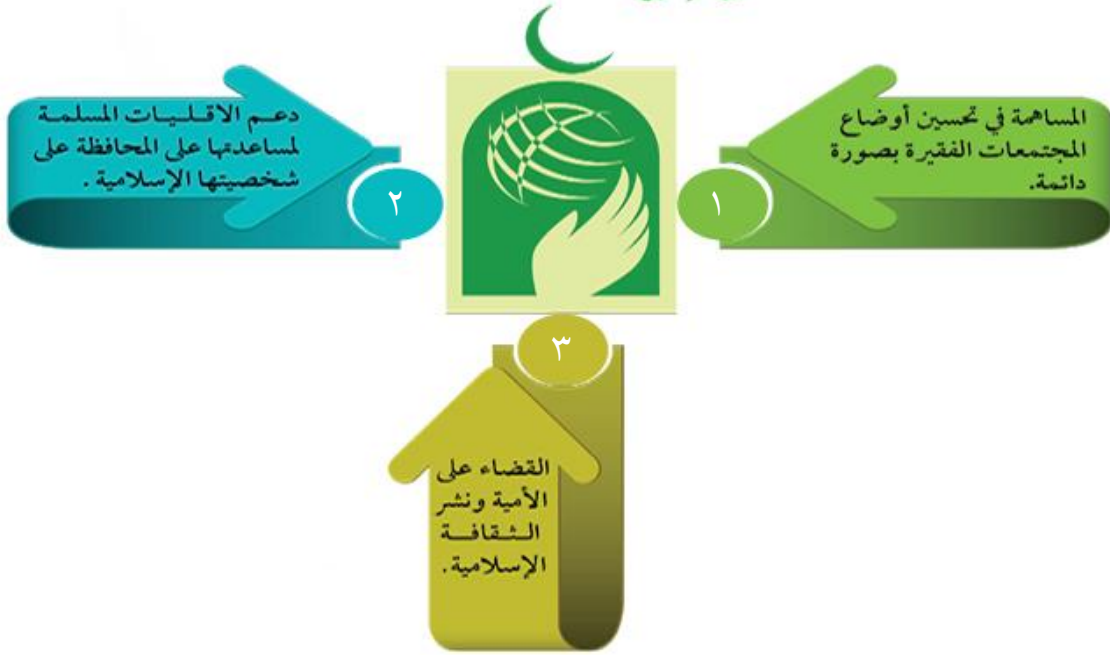 ١
المساهمة في تحسين أوضاع
المجتمعات الفقيرة بصورة
دائمة.
٢
دعم الاقليات المسلمة
لمساعدتها على المحافظة على
شخصيتها الإسلامية .
٣
القضاء على
الأمية ونشر
الثقافة
الإسلامية.